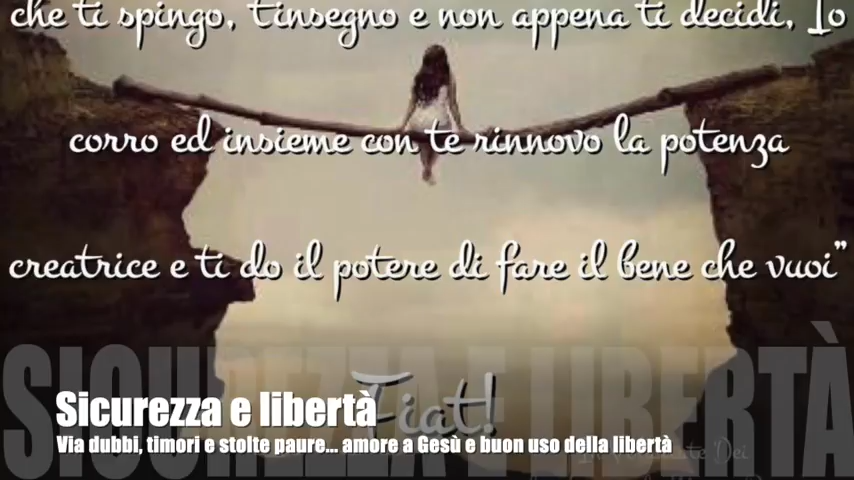 che ti spingo, t'insegno e non appena ti decidi, Io
corro ed insieme con te rinnovo la potenza
creatrice e ti do il potere di fare il bene che vuoi”
Fiat!
SICUREZZA E LIBERTÀ
Sicurezza e libertà
Via dubbi, timori e stolte paure... amore a Gesù e buon uso della libertà